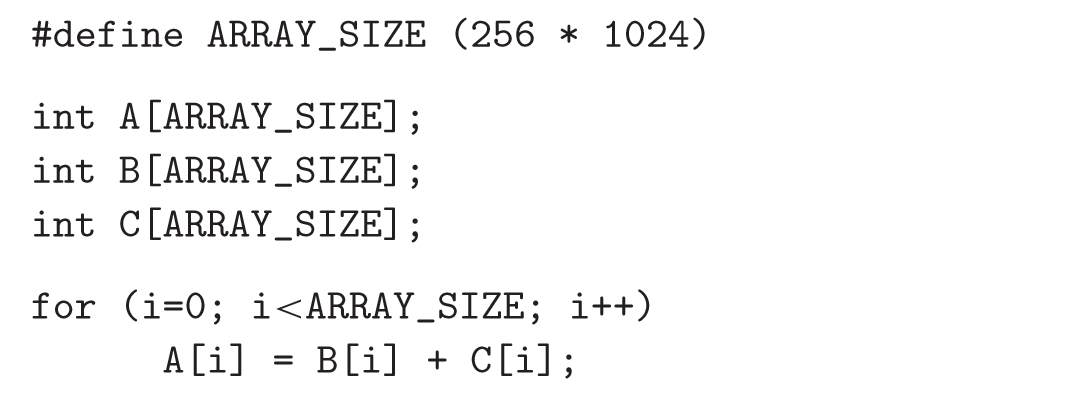 #define ARRAY_SIZE (256 * 1024)
int A[ARRAY_SIZE];
int B[ARRAY_SIZE];
int C[ARRAY_SIZE];
for (i=0; i<ARRAY_SIZE; i++)
A[i] = B[i] + C[i];